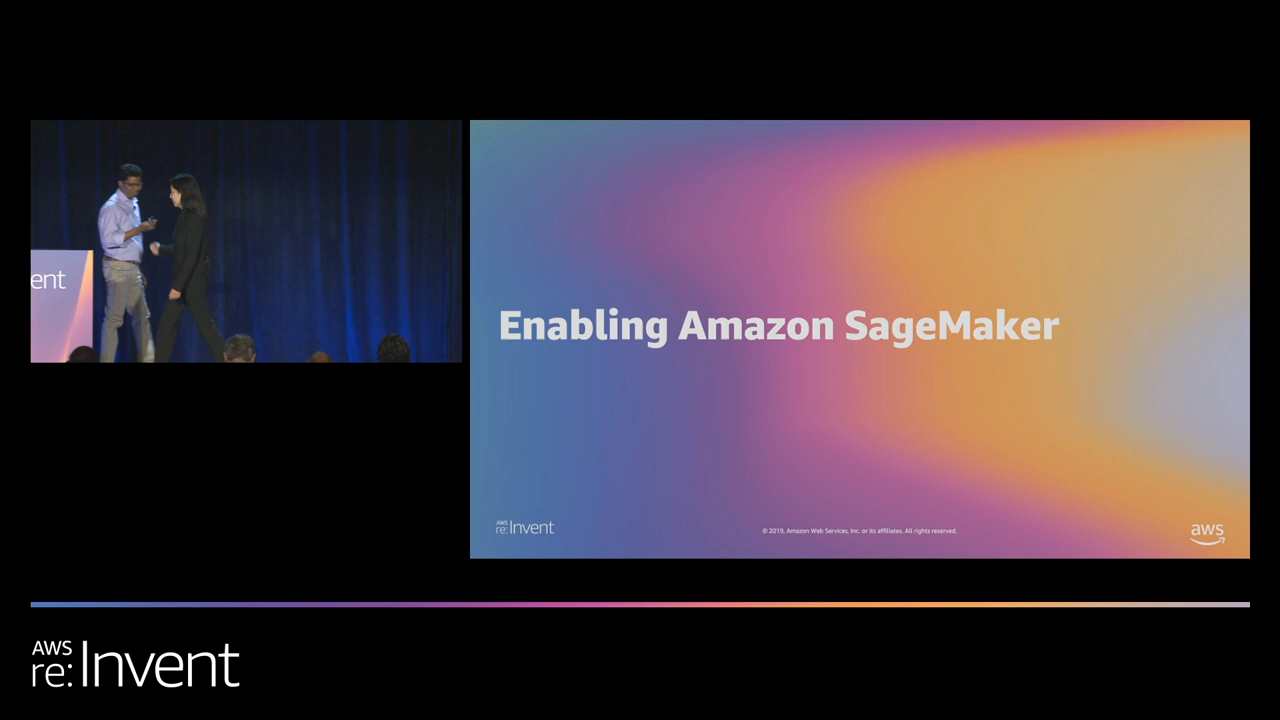 ent
Enabling Amazon SageMaker
AWS
re:Invent
© 2019, Amazon Web Services, Inc. or its affiliates. All rights reserved.
aws
AWS
re:Invent